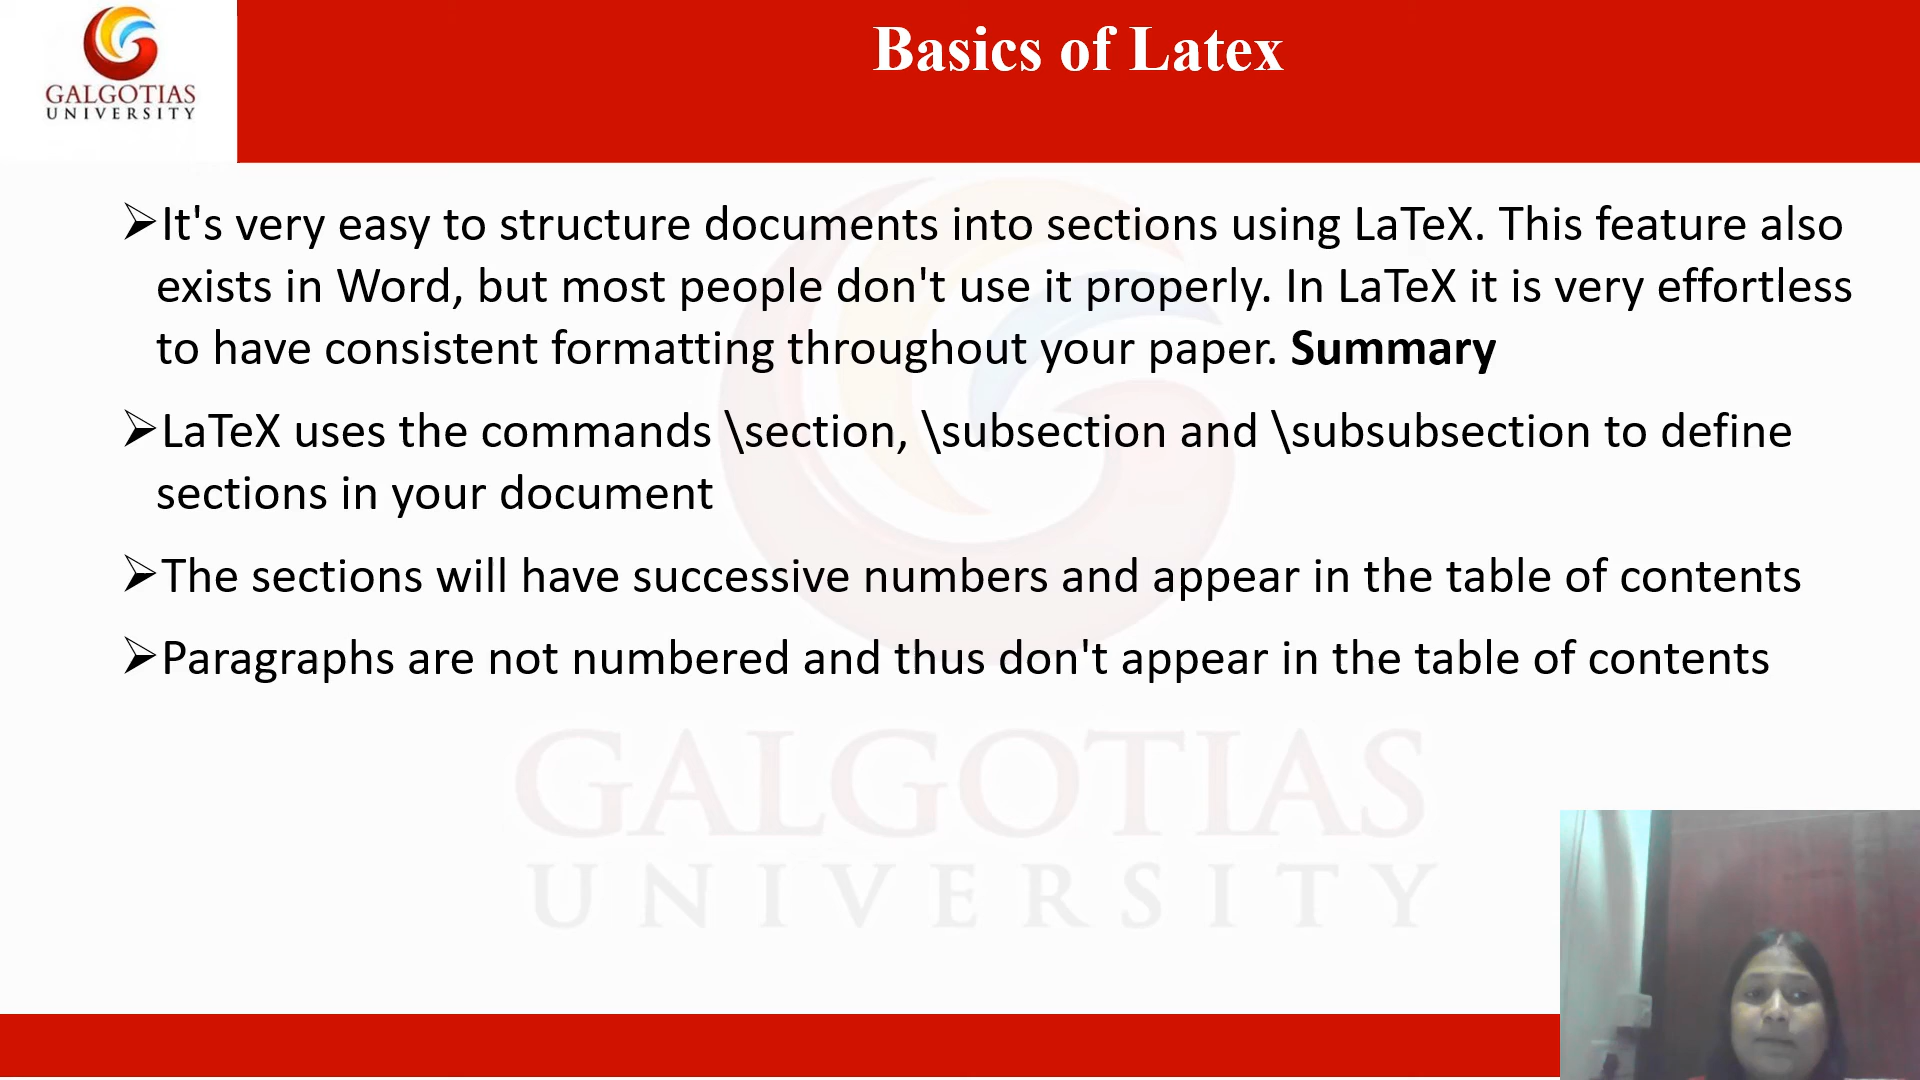 GALGOTIAS
UNIVERSITY
Basics of Latex
➢It's very easy to structure documents into sections using LaTeX. This feature also
exists in Word, but most people don't use it properly. In LaTeX it is very effortless
to have consistent formatting throughout your paper. Summary
➢LaTeX uses the commands \section, \subsection and \subsubsection to define
sections in your document
➢The sections will have successive numbers and appear in the table of contents
➢Paragraphs are not numbered and thus don't appear in the table of contents
GALGOTIAS
UNIVERSITY